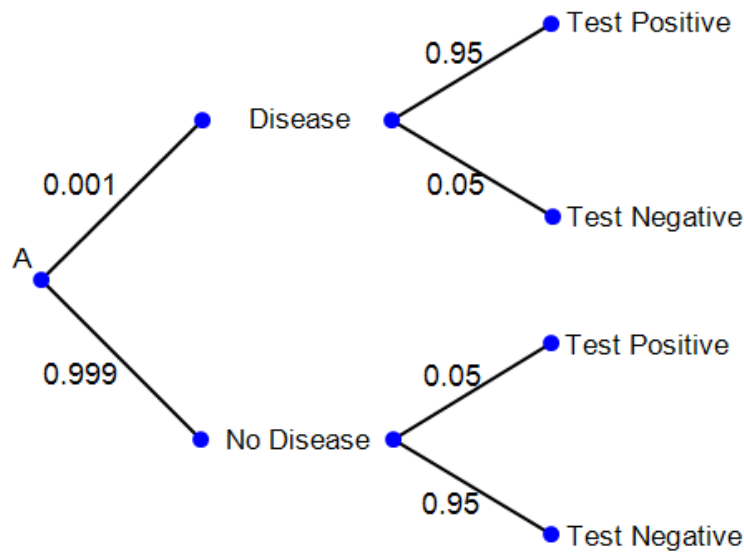 Test Positive
0.95
Disease
0.001
0.05
Test Negative
A
Test Positive
0.999
0.05
No Disease
0.95
Test Negative